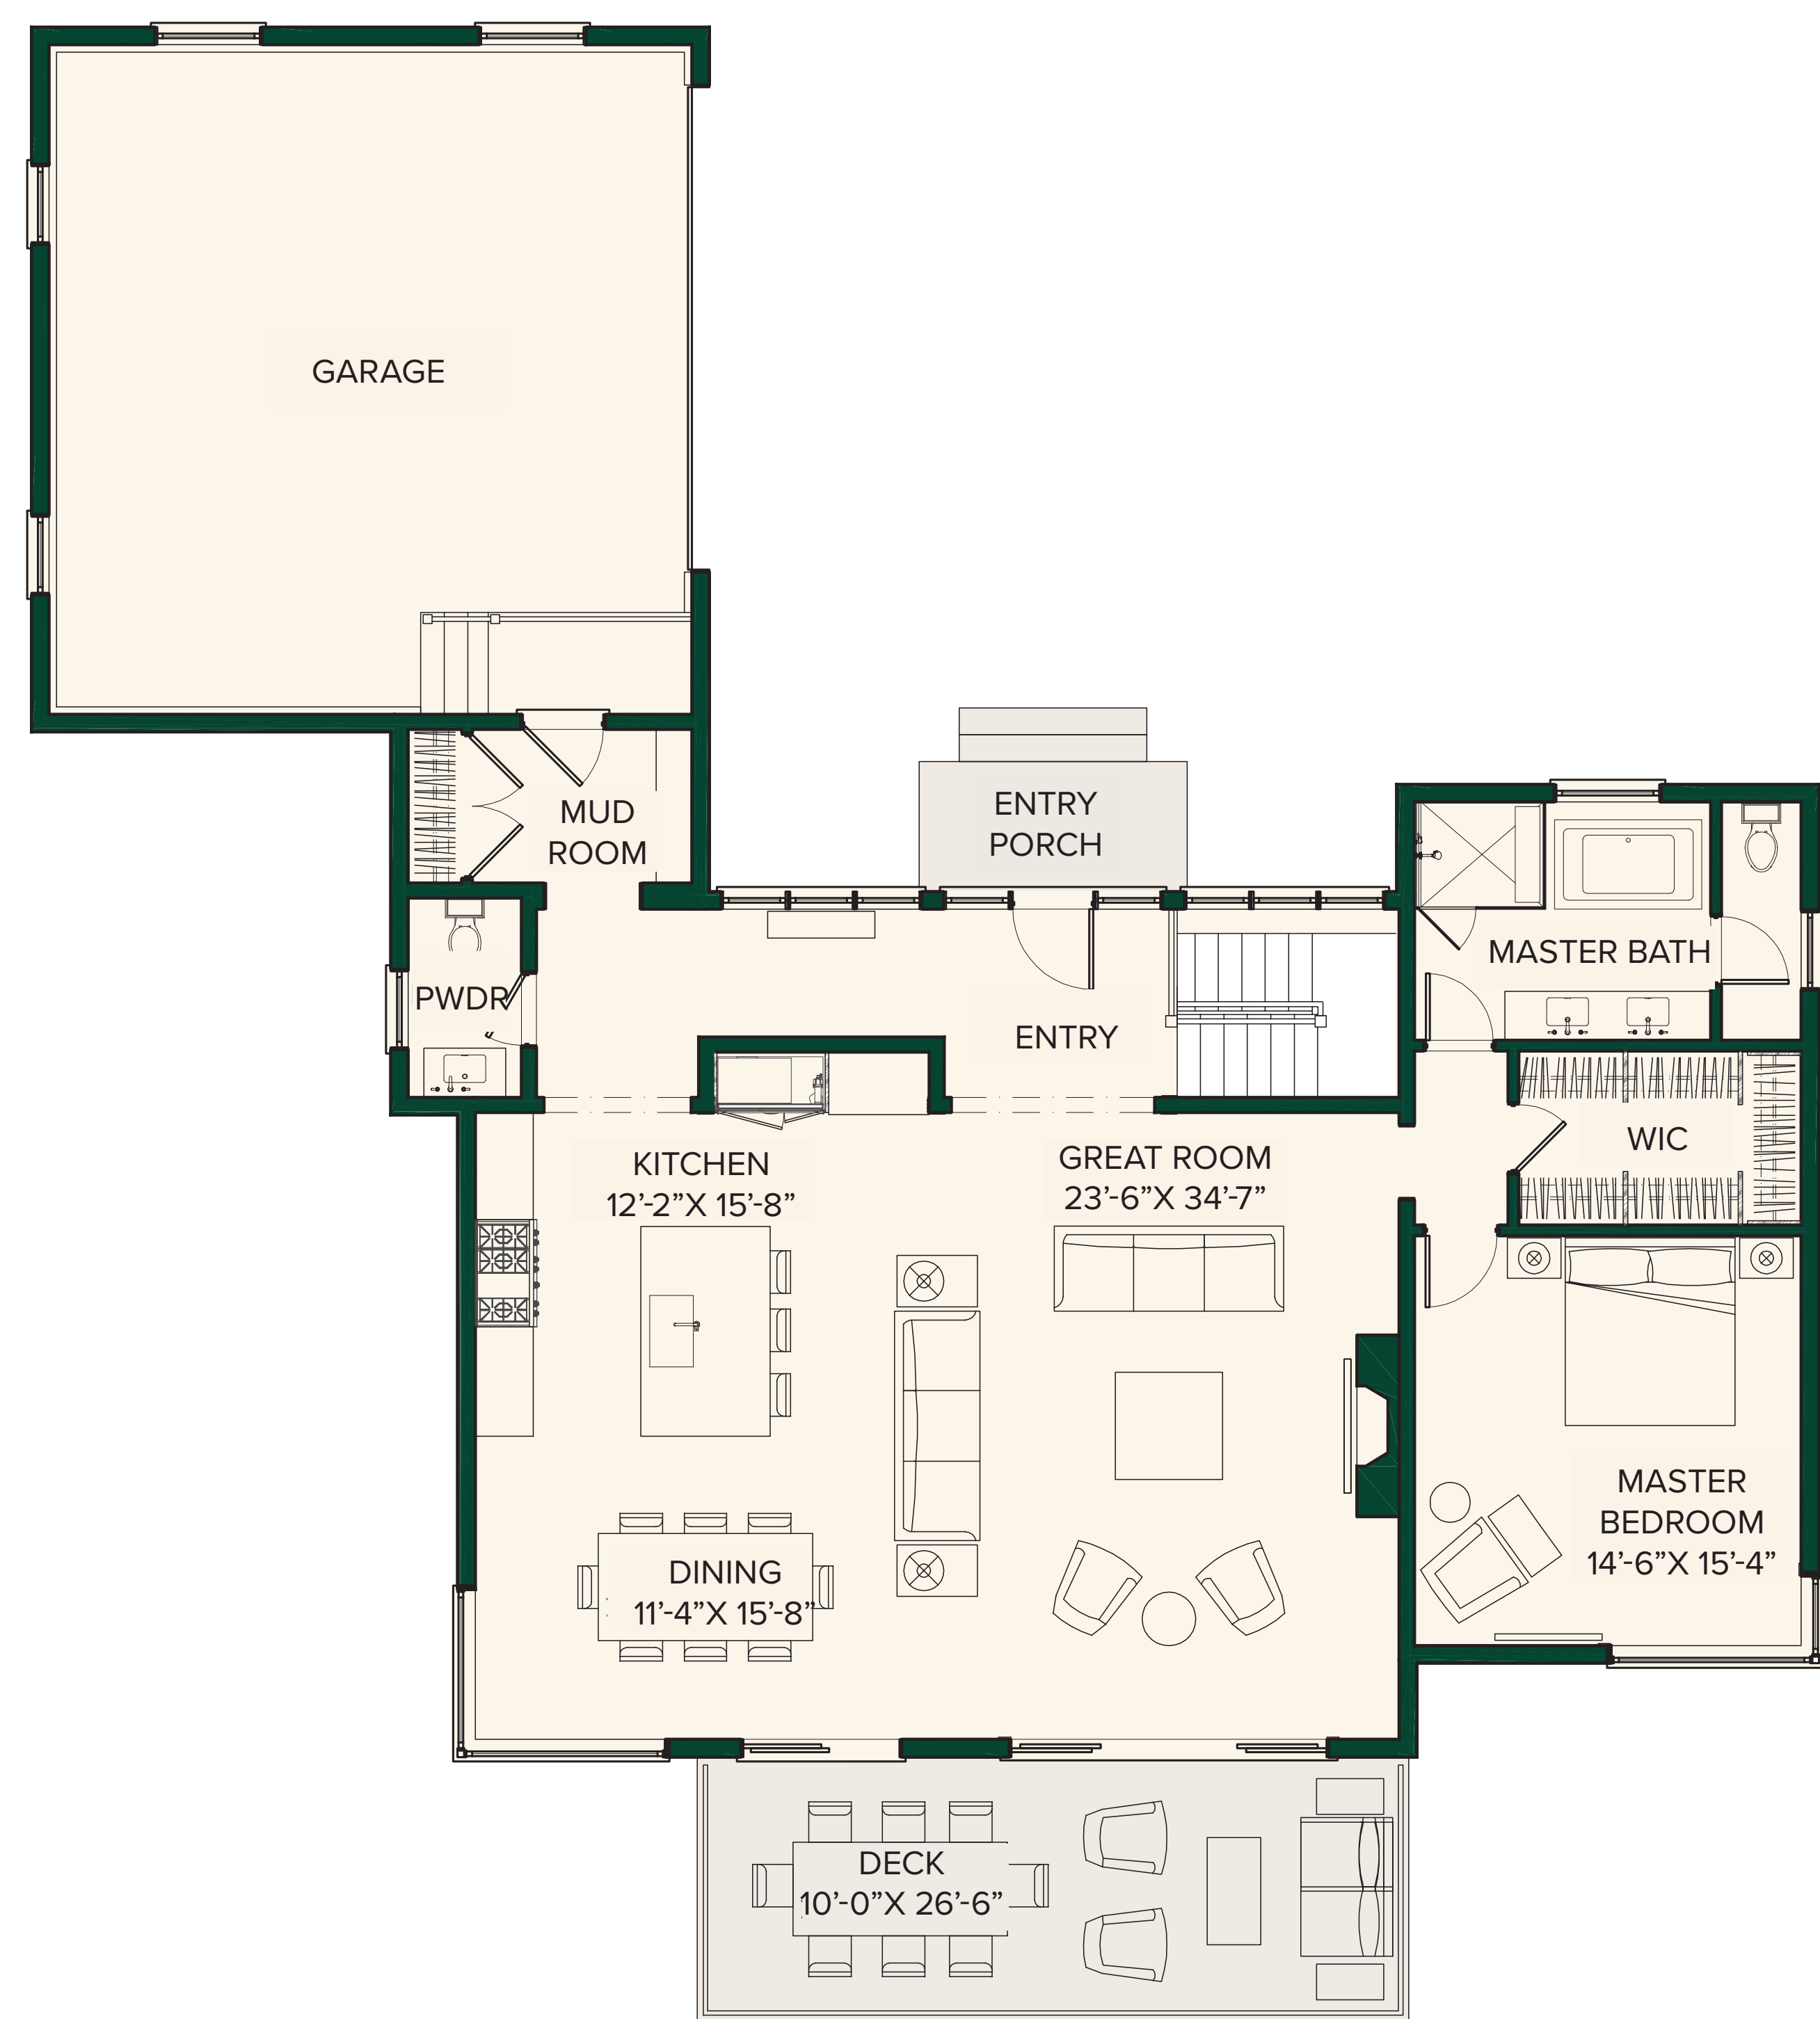 GARAGE
MUD
ROOM
ENTRY
PORCH
MASTER BATH
PWDR
ENTRY
WIC
KITCHEN
12’-2”X 15’-8”
GREAT ROOM
23’-6”X 34’-7”
MASTER
BEDROOM
14’-6”X 15’-4”
DINING
11’-4”X 15’-8”
DECK
10’-0”X 26’-6”